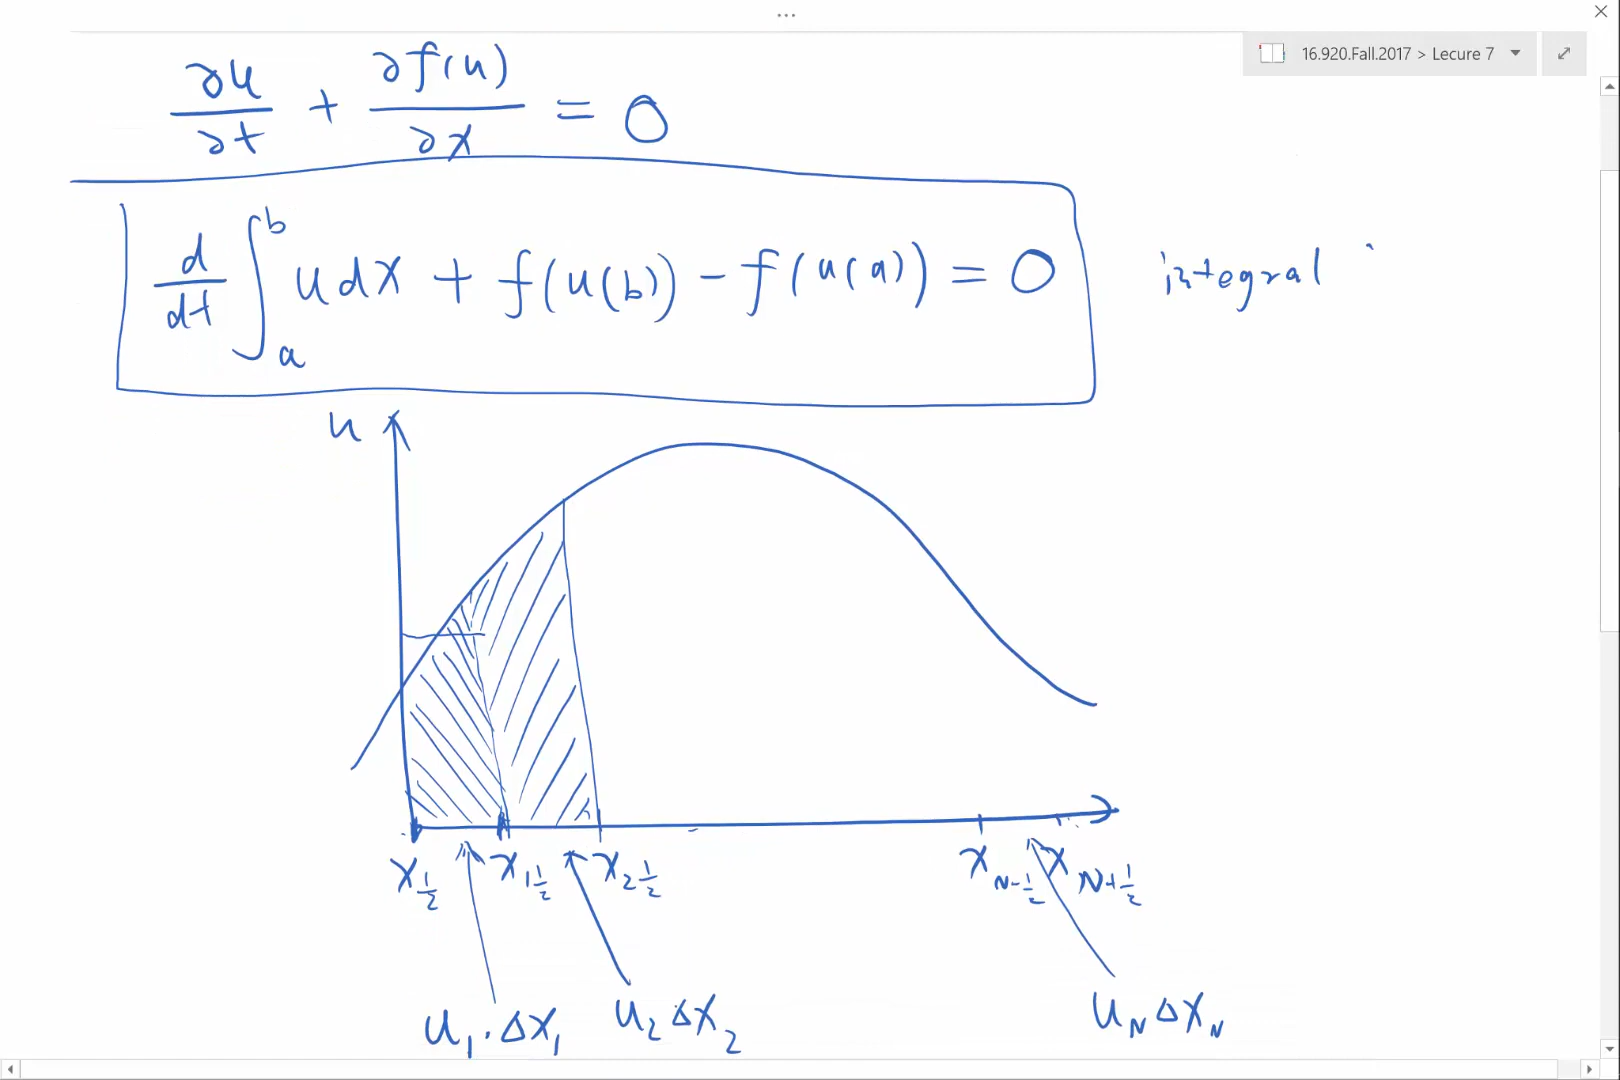 ...
16.920.Fall.2017 > Lecure 7
∂u/∂t + ∂f(u)/∂x = 0
d/dt ∫_a^b u dx + f(u(b)) - f(u(a)) = 0
integral
u
x_{1/2} x_{1 1/2} x_{2 1/2} x_{N-1/2} x_{N+1/2}
u_1 · Δx_1 u_2 Δx_2 u_N Δx_N